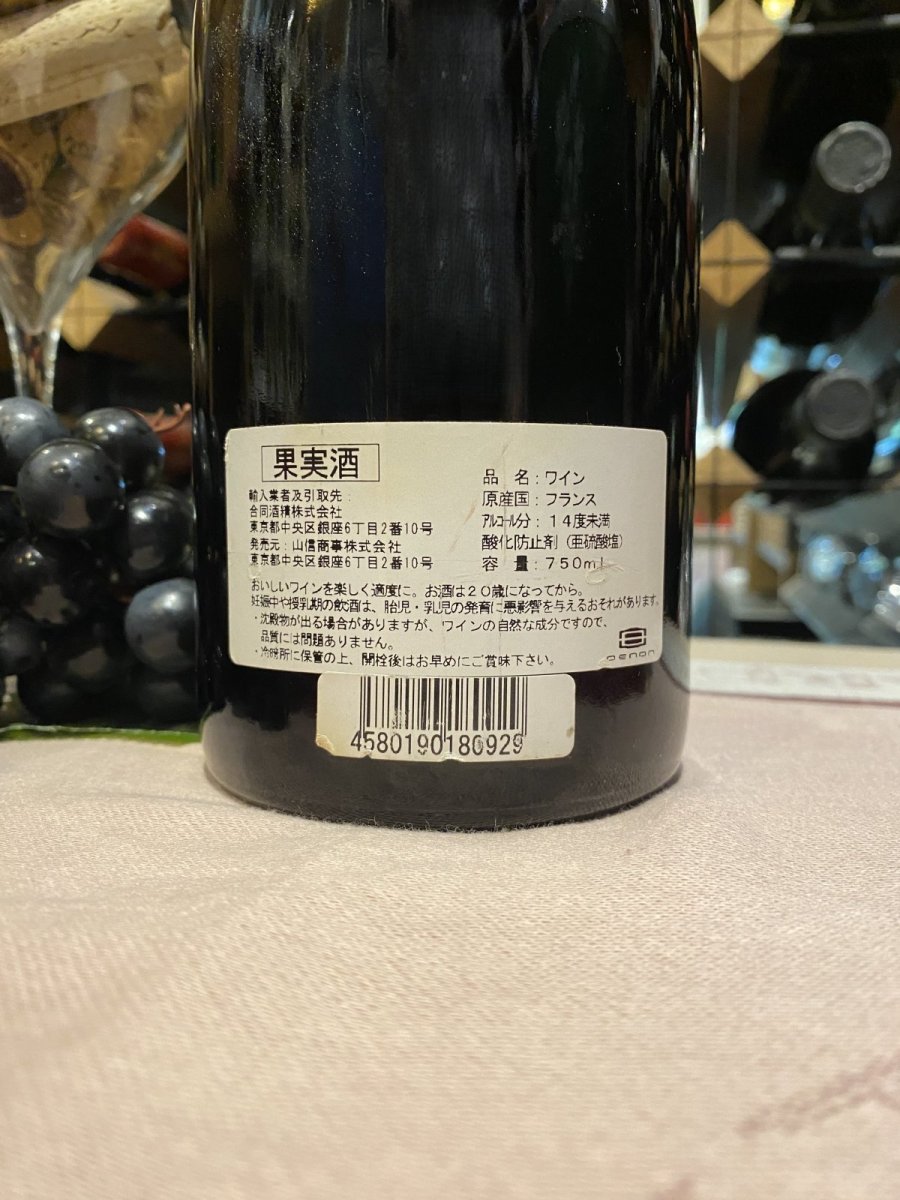 果実酒
輸入業者及引取先：
合同酒精株式会社
東京都中央区銀座6丁目2番10号
発売元：山信商事株式会社
東京都中央区銀座6丁目2番10号
品　名：ワイン
原産国：フランス
アルコール分：１４度未満
酸化防止剤（亜硫酸塩）
容　量：７５０ｍｌ
おいしいワインを楽しく適度に。お酒は２０歳になってから。
妊娠中や授乳期の飲酒は、胎児・乳児の発育に悪影響を与えるおそれがあります。
・沈殿物が出る場合がありますが、ワインの自然な成分ですので、
品質には問題ありません。
・冷暗所に保管の上、開栓後はお早めにご賞味下さい。
OENON
4580190180929